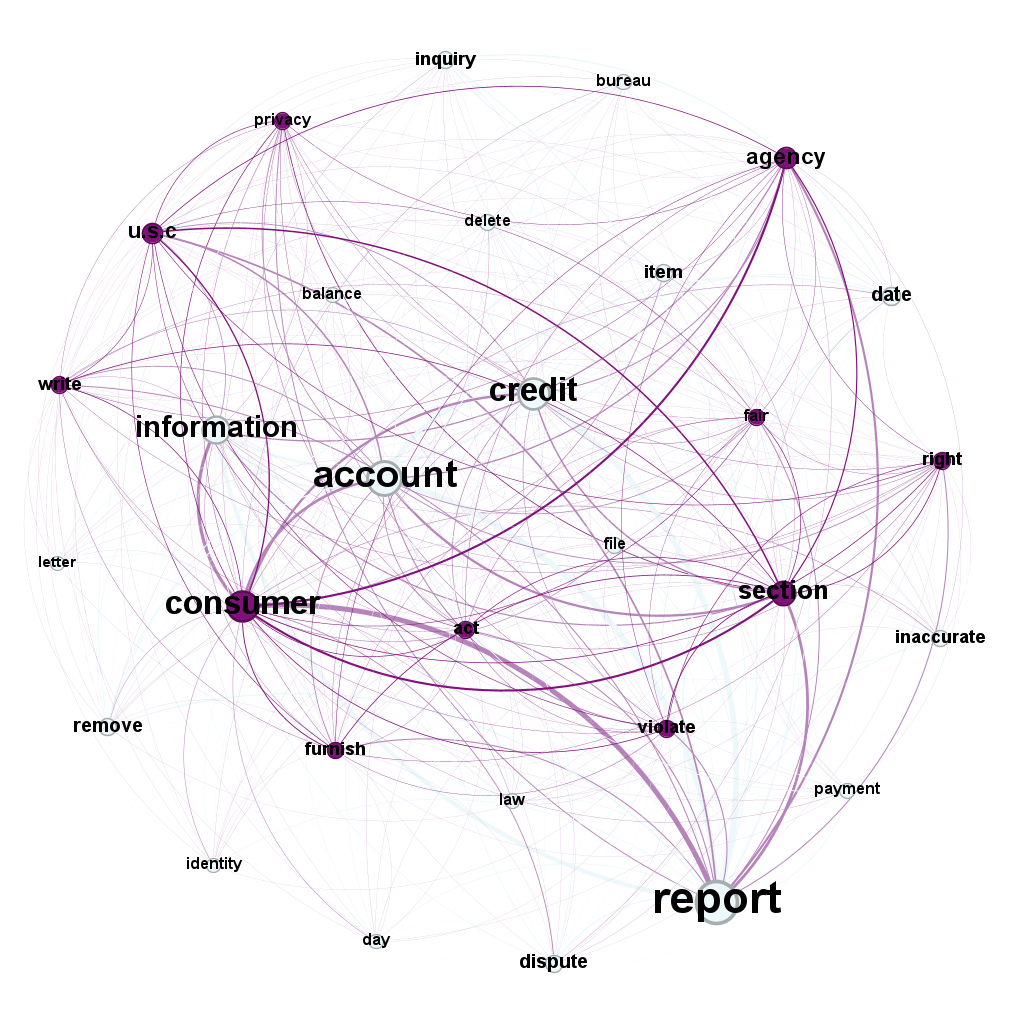 inquiry
bureau
privacy
agency
delete
u.s.c
item
balance
date
write
credit
fair
information
right
account
file
letter
section
consumer
act
inaccurate
remove
violate
furnish
payment
law
identity
report
day
dispute